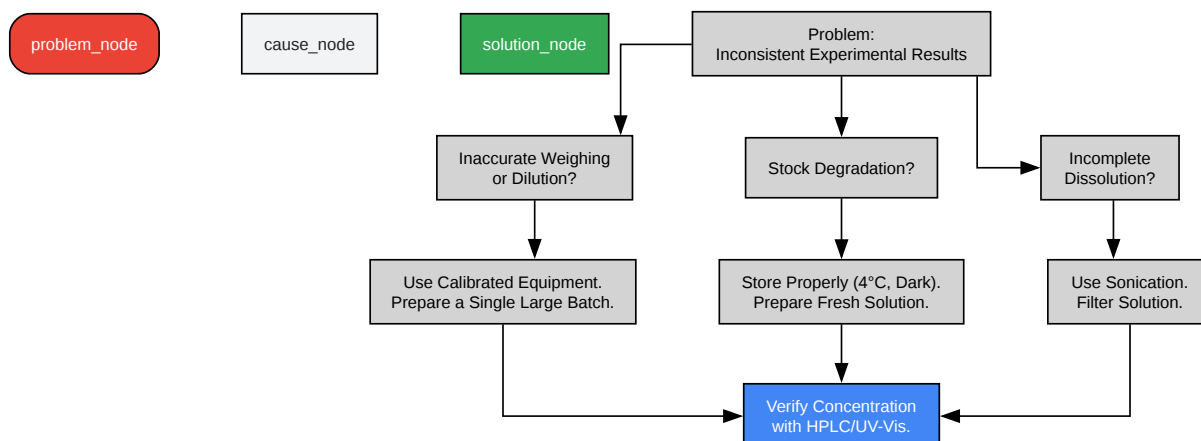 problem_node
cause_node
solution_node
Problem:
Inconsistent Experimental Results
Inaccurate Weighing
or Dilution?
Stock Degradation?
Incomplete
Dissolution?
Use Calibrated Equipment.
Prepare a Single Large Batch.
Store Properly (4°C, Dark).
Prepare Fresh Solution.
Use Sonication.
Filter Solution.
Verify Concentration
with HPLC/UV-Vis.